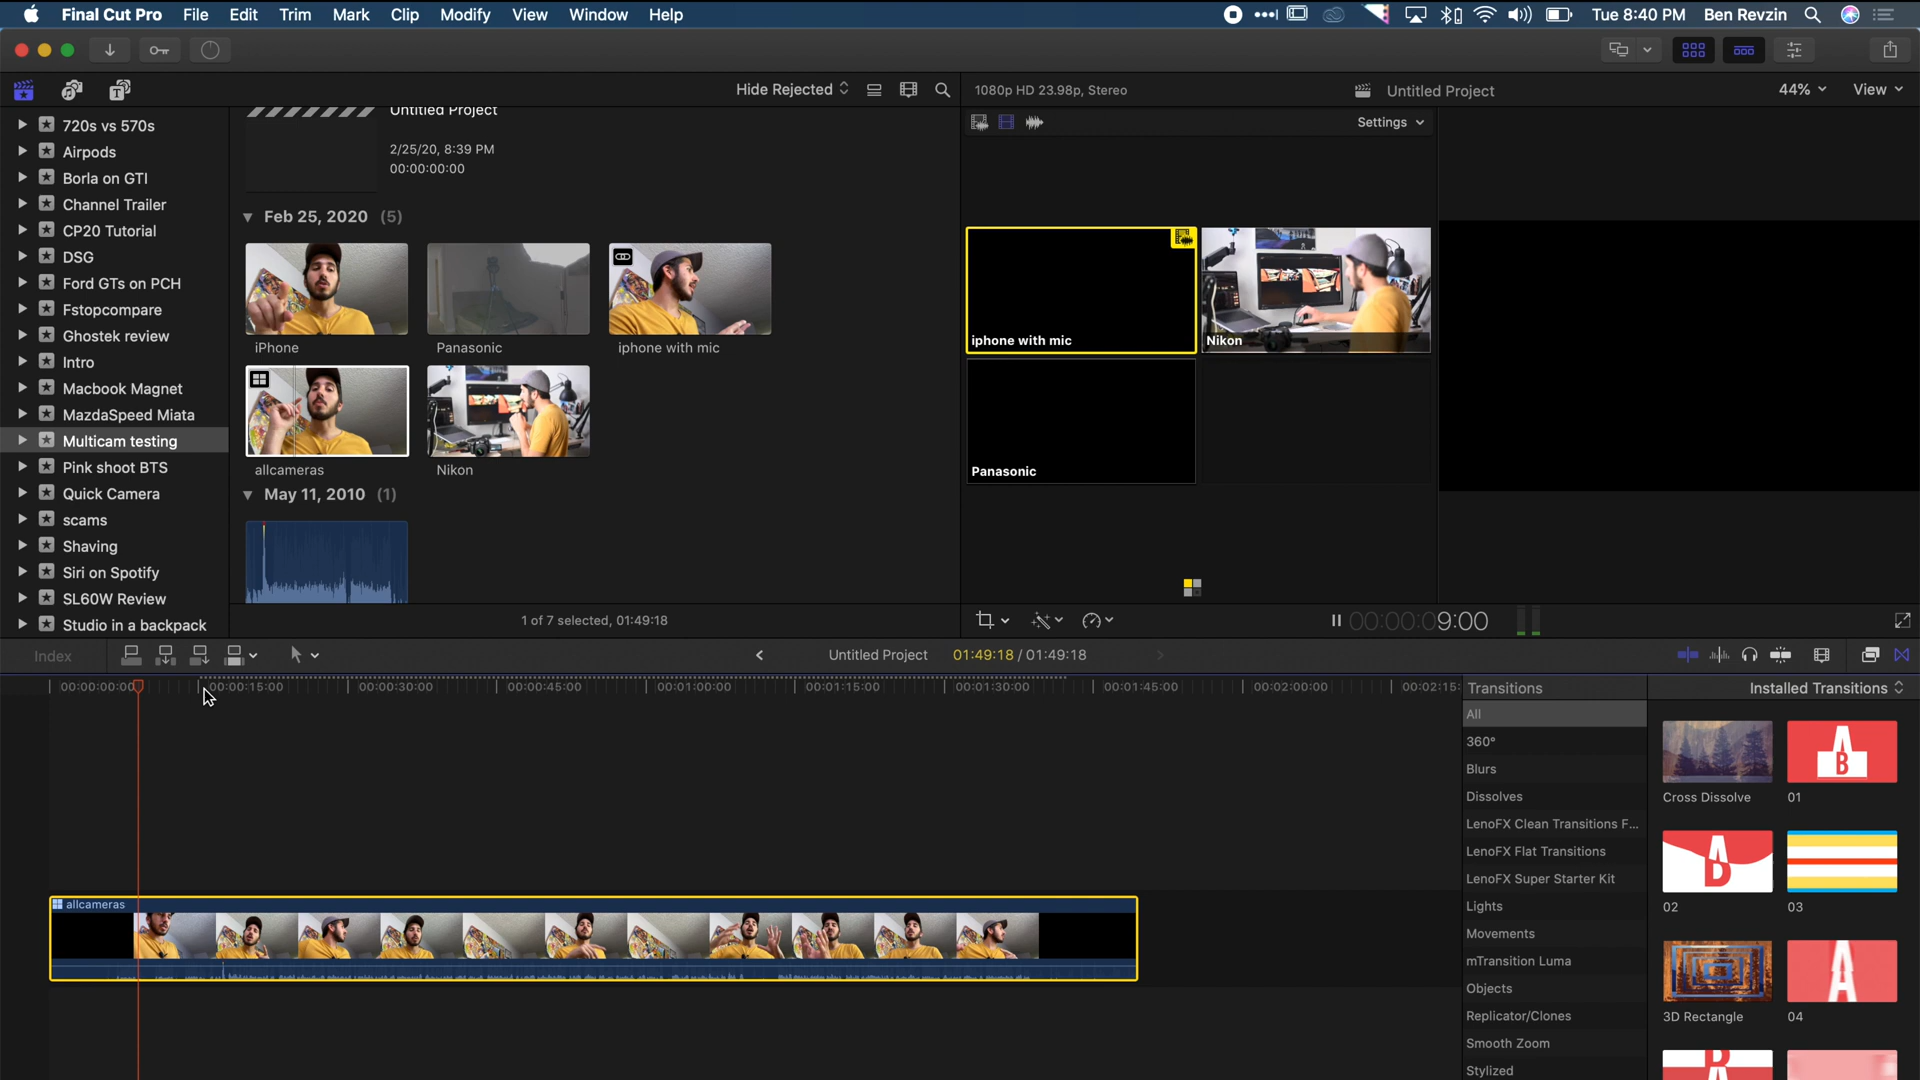 Final Cut Pro File Edit Trim Mark Clip Modify View Window Help Tue 8:40 PM Ben Revzin
Hide Rejected 1080p HD 23.98p, Stereo Untitled Project 44% View
720s vs 570s
Airpods
Borla on GTI
Channel Trailer
CP20 Tutorial
DSG
Ford GTs on PCH
Fstopcompare
Ghostek review
Intro
Macbook Magnet
MazdaSpeed Miata
Multicam testing
Pink shoot BTS
Quick Camera
scams
Shaving
Siri on Spotify
SL60W Review
Studio in a backpack
Untitled Project
2/25/20, 8:39 PM
00:00:00:00
Feb 25, 2020 (5)
iPhone Panasonic iphone with mic
allcameras Nikon
May 11, 2010 (1)
1 of 7 selected, 01:49:18
Settings
iphone with mic Nikon
Panasonic
00:00:09:00
Index Untitled Project 01:49:18 / 01:49:18
00:00:00:00 00:00:15:00 00:00:30:00 00:00:45:00 00:01:00:00 00:01:15:00 00:01:30:00 00:01:45:00 00:02:00:00 00:02:15:
allcameras
Transitions Installed Transitions
All
360°
Blurs
Dissolves
LenoFX Clean Transitions F...
LenoFX Flat Transitions
LenoFX Super Starter Kit
Lights
Movements
mTransition Luma
Objects
Replicator/Clones
Smooth Zoom
Stylized
A
B
Cross Dissolve 01
02 03
3D Rectangle 04